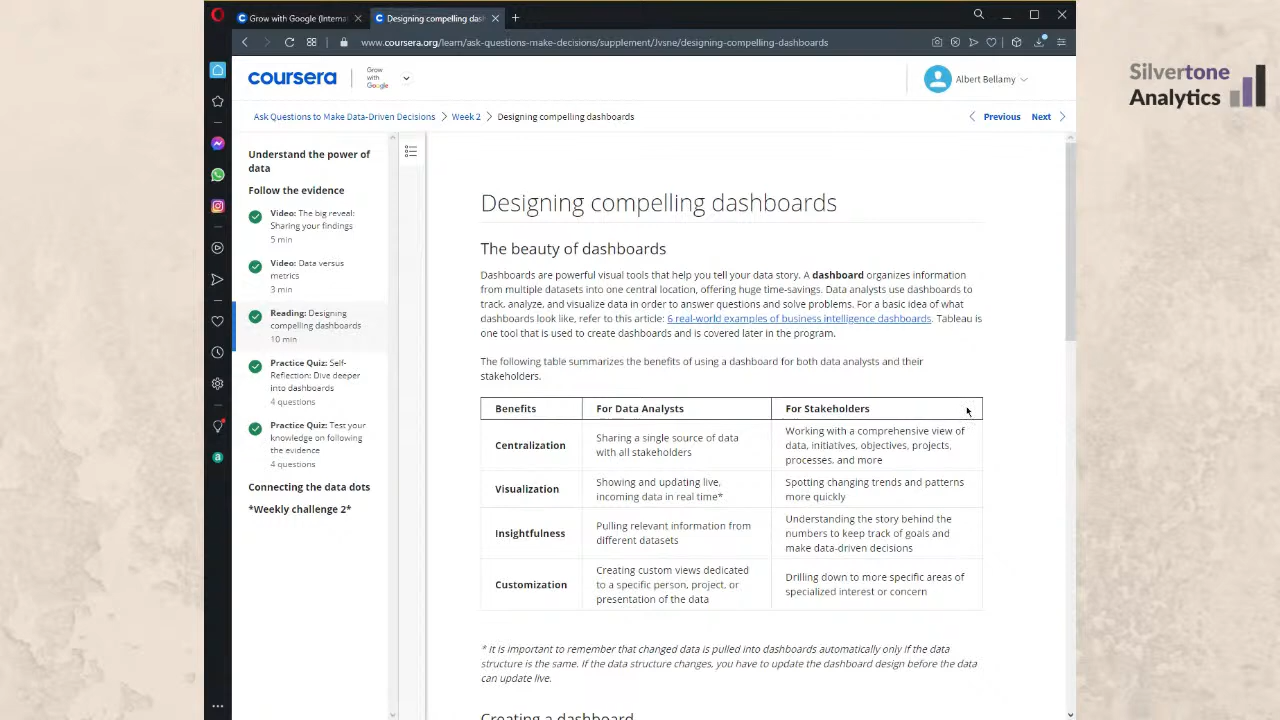 Grow with Google (Interna
Designing compelling das
www.coursera.org/learn/ask-questions-make-decisions/supplement/Jvsne/designing-compelling-dashboards
coursera
Grow
with
Google
Albert Bellamy
Silvertone
Analytics
Ask Questions to Make Data-Driven Decisions
Week 2
Designing compelling dashboards
Previous
Next
Understand the power of
data
Follow the evidence
Video: The big reveal:
Sharing your findings
5 min
Video: Data versus
metrics
3 min
Reading: Designing
compelling dashboards
10 min
Practice Quiz: Self-
Reflection: Dive deeper
into dashboards
4 questions
Practice Quiz: Test your
knowledge on following
the evidence
4 questions
Connecting the data dots
*Weekly challenge 2*
Designing compelling dashboards
The beauty of dashboards
Dashboards are powerful visual tools that help you tell your data story. A dashboard organizes information
from multiple datasets into one central location, offering huge time-savings. Data analysts use dashboards to
track, analyze, and visualize data in order to answer questions and solve problems. For a basic idea of what
dashboards look like, refer to this article: 6 real-world examples of business intelligence dashboards. Tableau is
one tool that is used to create dashboards and is covered later in the program.
The following table summarizes the benefits of using a dashboard for both data analysts and their
stakeholders.
Benefits
For Data Analysts
For Stakeholders
Centralization
Sharing a single source of data
with all stakeholders
Working with a comprehensive view of
data, initiatives, objectives, projects,
processes, and more
Visualization
Showing and updating live,
incoming data in real time*
Spotting changing trends and patterns
more quickly
Insightfulness
Pulling relevant information from
different datasets
Understanding the story behind the
numbers to keep track of goals and
make data-driven decisions
Customization
Creating custom views dedicated
to a specific person, project, or
presentation of the data
Drilling down to more specific areas of
specialized interest or concern
* It is important to remember that changed data is pulled into dashboards automatically only if the data
structure is the same. If the data structure changes, you have to update the dashboard design before the data
can update live.
Creating a dashboard